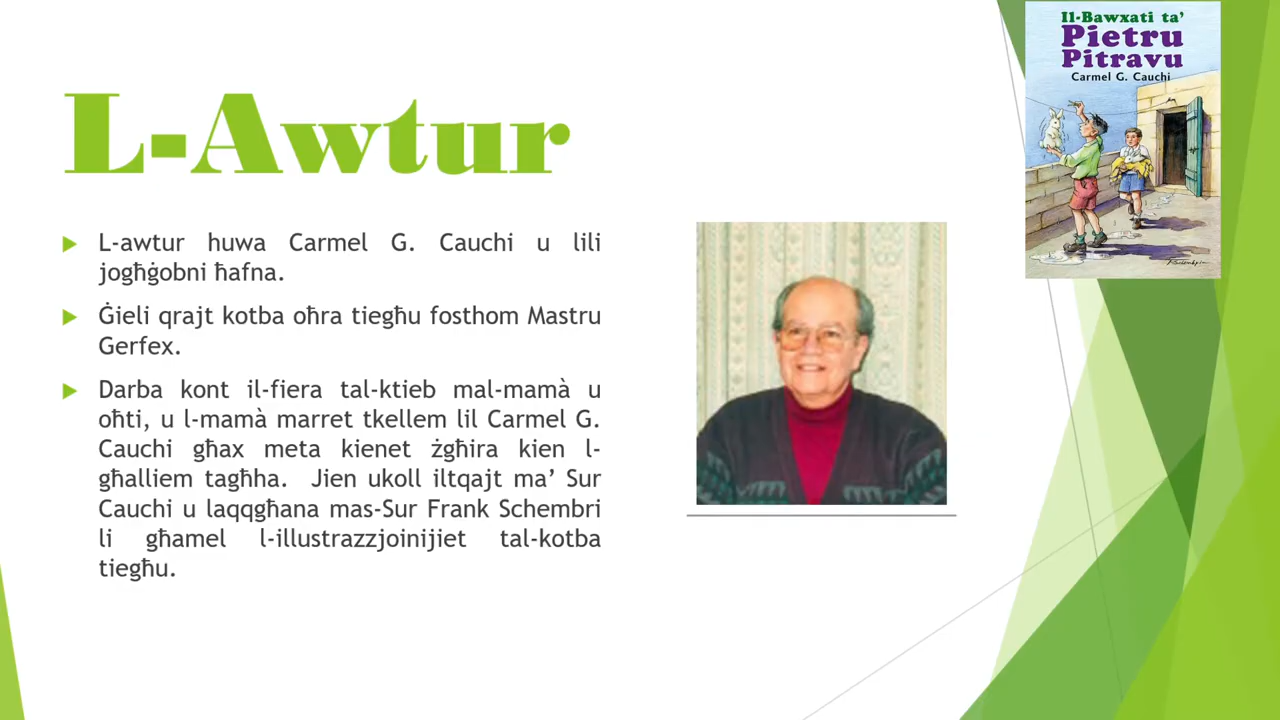 L-Awtur
L-awtur huwa Carmel G. Cauchi u lili
jogħġobni ħafna.
Ġieli qrajt kotba oħra tiegħu fosthom Mastru
Gerfex.
Darba kont il-fiera tal-ktieb mal-mamà u
oħti, u l-mamà marret tkellem lil Carmel G.
Cauchi għax meta kienet żgħira kien l-
għalliem tagħha. Jien ukoll iltqajt ma’ Sur
Cauchi u laqqgħana mas-Sur Frank Schembri
li għamel l-illustrazzjoinijiet tal-kotba
tiegħu.
Il-Bawxati ta’
Pietru
Pitravu
Carmel G. Cauchi